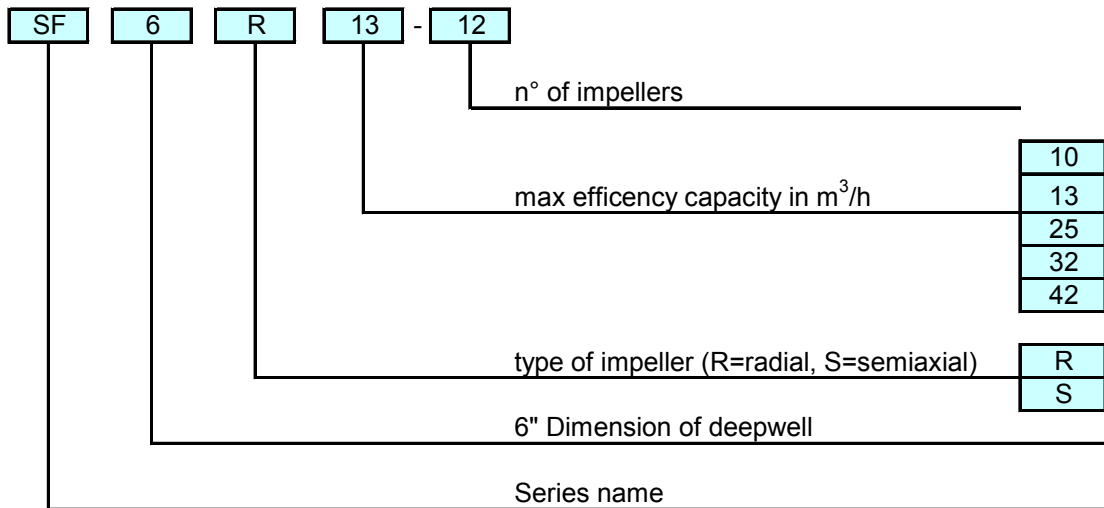 SF 6 R 13 - 12
n° of impellers
10
max efficency capacity in m³/h 13
25
32
42
type of impeller (R=radial, S=semiaxial) R
S
6" Dimension of deepwell
Series name